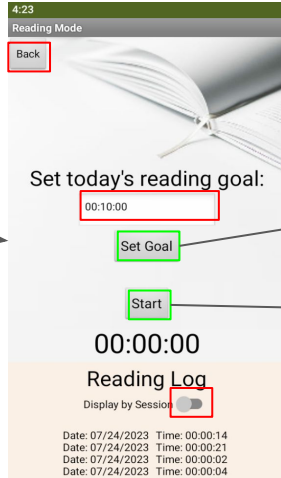 4:23
Reading Mode
Back
Set today's reading goal:
00:10:00
Set Goal
Start
00:00:00
Reading Log
Display by Session
Date: 07/24/2023 Time: 00:00:14
Date: 07/24/2023 Time: 00:00:21
Date: 07/24/2023 Time: 00:00:02
Date: 07/24/2023 Time: 00:00:04